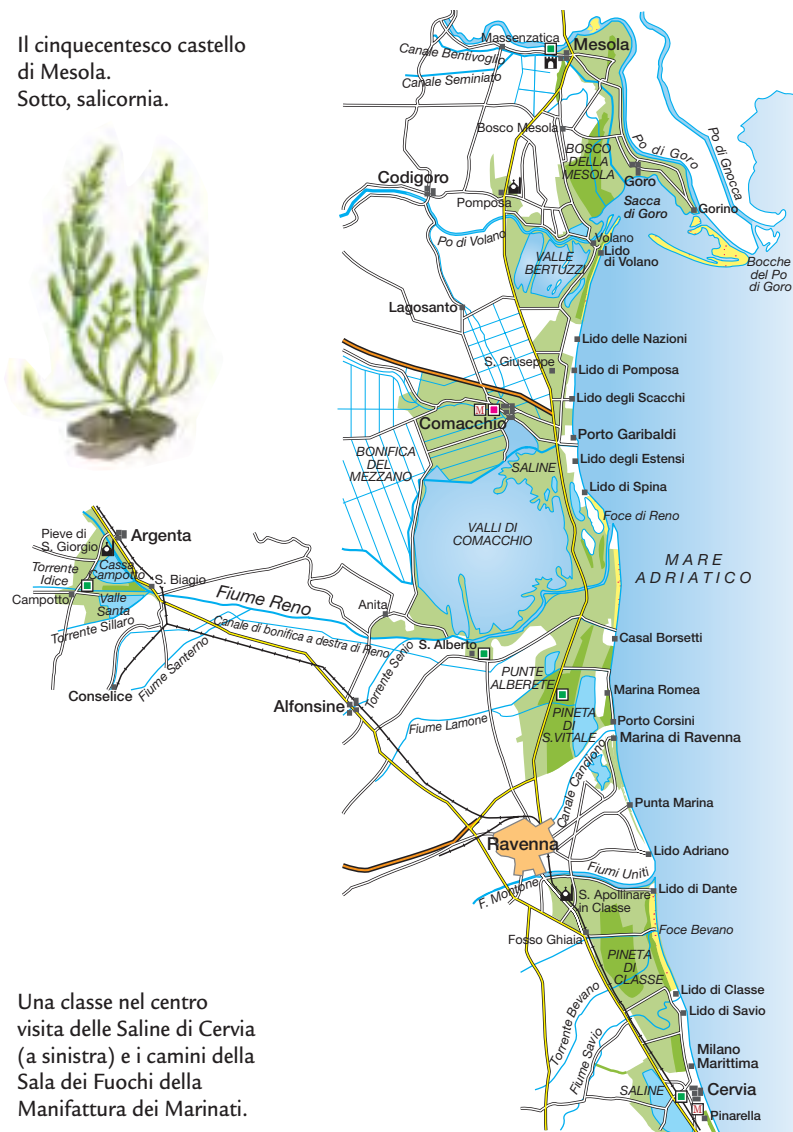 Il cinquecentesco castello
di Mesola.
Sotto, salicornia.
Massenzatica
Mesola
Canale Bentivoglio
Canale Seminiato
Bosco Mesola
BOSCO
DELLA
MESOLA
Po di Goro
Po di Gnocca
Codigoro
Goro
Pomposa
Sacca
di Goro
Gorino
Po di Volano
Volano
Lido
di Volano
VALLE
BERTUZZI
Bocche
del Po
di Goro
Lagosanto
Lido delle Nazioni
S. Giuseppe
Lido di Pomposa
Lido degli Scacchi
M
Comacchio
Porto Garibaldi
BONIFICA
DEL
MEZZANO
SALINE
Lido degli Estensi
Lido di Spina
Foce di Reno
VALLI DI
COMACCHIO
MARE
ADRIATICO
Pieve di
S. Giorgio
Argenta
Torrente
Idice
Cassa
Campotto
S. Biagio
Campotto
Valle
Santa
Fiume Reno
Anita
Torrente Sillaro
Canale di bonifica a destra di Reno
Casal Borsetti
S. Alberto
Fiume Santerno
Torrente Senio
PUNTE
ALBERETE
Conselice
Marina Romea
Alfonsine
PINETA
DI
S.VITALE
Fiume Lamone
Porto Corsini
Marina di Ravenna
Canale Candiano
Punta Marina
Ravenna
Lido Adriano
Fiumi Uniti
F. Montone
S. Apollinare
in Classe
Lido di Dante
Fosso Ghiaia
Foce Bevano
PINETA
DI
CLASSE
Lido di Classe
Torrente Bevano
Lido di Savio
Fiume Savio
Milano
Marittima
SALINE
Cervia
M
Pinarella
Una classe nel centro
visita delle Saline di Cervia
(a sinistra) e i camini della
Sala dei Fuochi della
Manifattura dei Marinati.